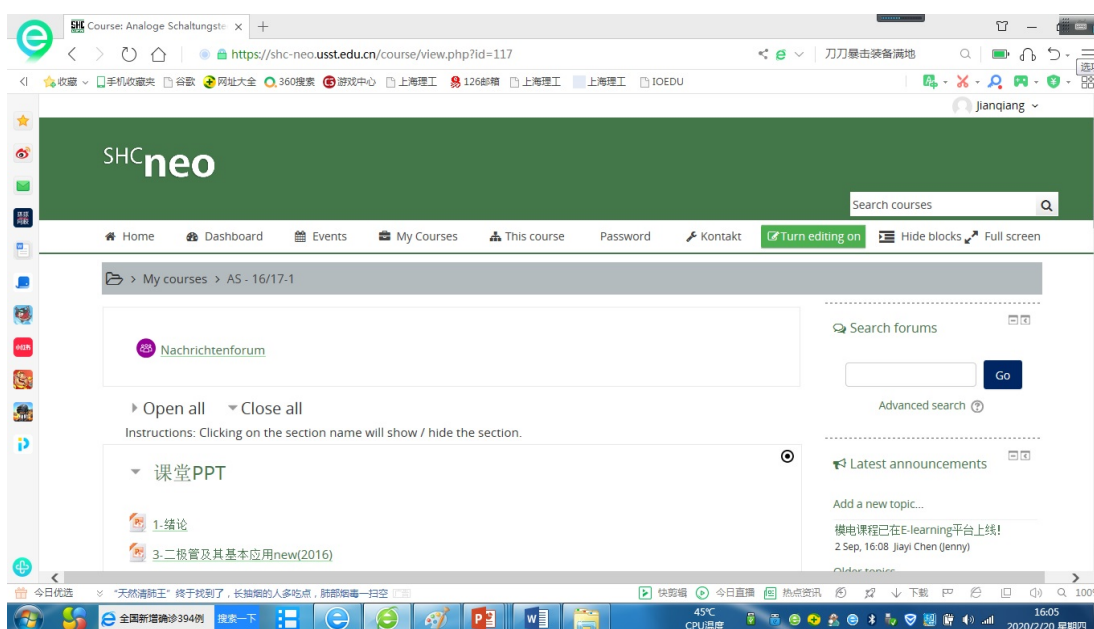 Course: Analoge Schaltungste
https://shc-neo.usst.edu.cn/course/view.php?id=117
刀刀暴击装备满地
收藏 手机收藏夹 谷歌 网址大全 360搜索 游戏中心 上海理工 126邮箱 上海理工 上海理工 IOEDU
Jianqiang
SHCneo
Search courses
Home Dashboard Events My Courses This course Password Kontakt Turn editing on Hide blocks Full screen
> My courses > AS - 16/17-1
Nachrichtenforum
Open all Close all
Instructions: Clicking on the section name will show / hide the section.
课堂PPT
1-绪论
3-二极管及其基本应用new(2016)
Search forums
Go
Advanced search
Latest announcements
Add a new topic...
模电课程已在E-learning平台上线!
2 Sep, 16:08 Jiayi Chen (Jenny)
Older topics
今日优选 "天然清肺王"终于找到了，长抽烟的人多吃点，肺部烟毒一扫空 快剪辑 今日直播 热点资讯 下载 100%
全国新增确诊394例 搜索一下
45℃
CPU温度
16:05
2020/2/20 星期四